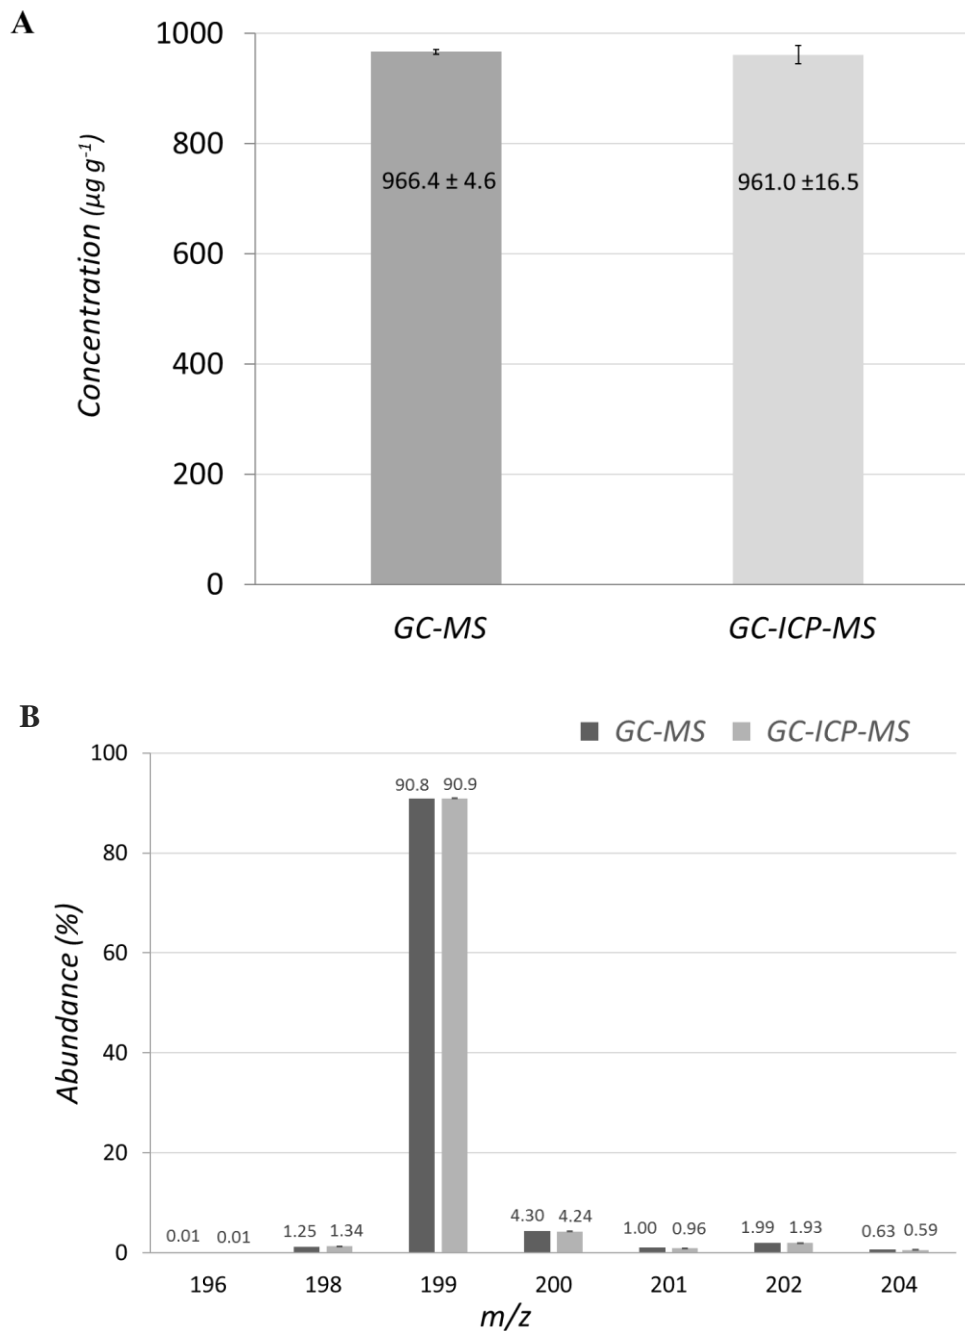 A
Concentration (µg g⁻¹)
1000
800
600
400
200
0
966.4 ± 4.6
961.0 ±16.5
GC-MS
GC-ICP-MS
B
GC-MS
GC-ICP-MS
Abundance (%)
100
80
60
40
20
0
0.01 0.01
1.25 1.34
90.8 90.9
4.30 4.24
1.00 0.96
1.99 1.93
0.63 0.59
196 198 199 200 201 202 204
m/z